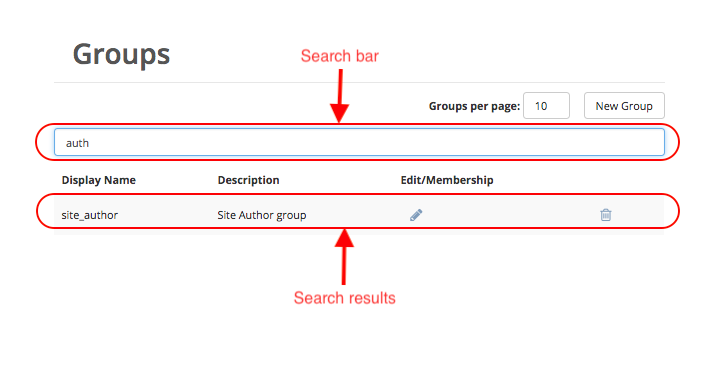 Groups
Search bar
Groups per page: 10 New Group
auth
Display Name Description Edit/Membership
site_author Site Author group
Search results